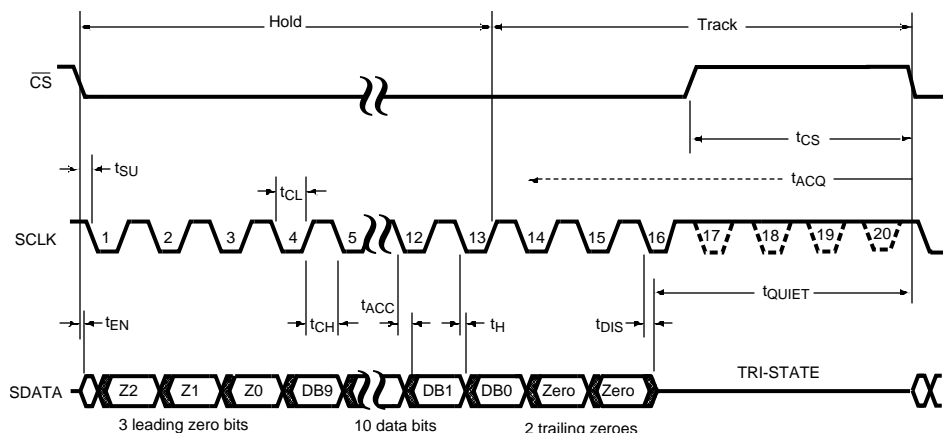 Hold Track
CS
tCS
tSU
tCL
tACQ
SCLK 1 2 3 4 5 12 13 14 15 16 17 18 19 20
tEN tCH tACC tH tDIS tQUIET
SDATA Z2 Z1 Z0 DB9 DB1 DB0 Zero Zero TRI-STATE
3 leading zero bits 10 data bits 2 trailing zeroes